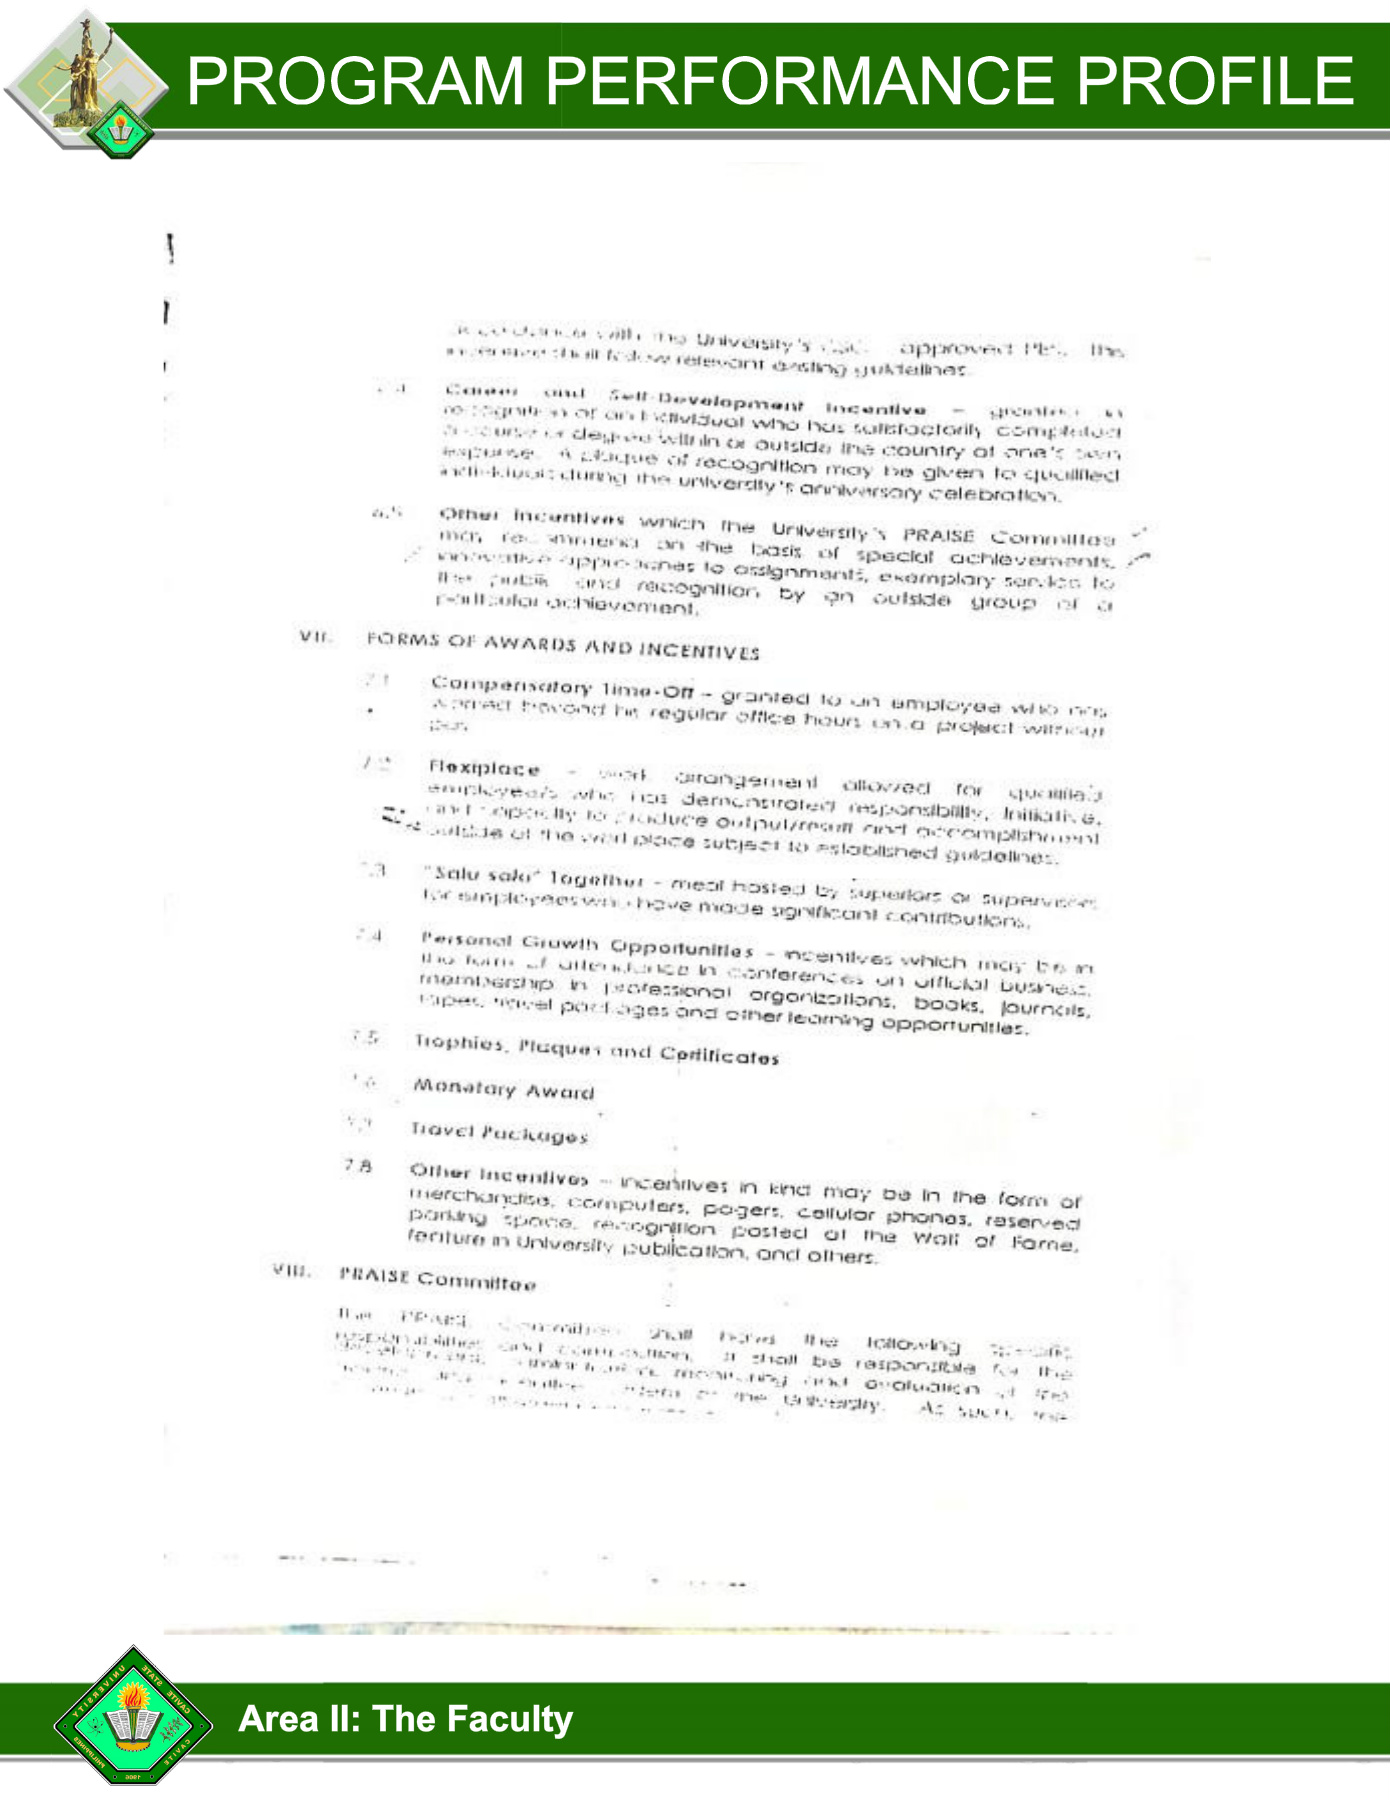 PROGRAM PERFORMANCE PROFILE
with the University's approved the
incentive shall follow relevant existing guidelines.
Career and Self-Development Incentive – granted in
recognition of an individual who has satisfactorily completed
a course or degree within or outside the country at one's own
expense. A plaque of recognition may be given to qualified
individuals during the university's anniversary celebration.
6.5 Other Incentives which the University's PRAISE Committee
may recommend on the basis of special achievements,
innovative approaches to assignments, exemplary service to
the public and recognition by an outside group of a
particular achievement.
VII. FORMS OF AWARDS AND INCENTIVES
7.1 Compensatory Time-Off – granted to an employee who has
worked beyond his regular office hours on a project without
pay.
7.2 Flexiplace – work arrangement allowed for qualified
employee/s who has demonstrated responsibility, initiative,
and capacity to produce output/result and accomplishment
outside of the work place subject to established guidelines.
7.3 "Salu salo" Together – meal hosted by superiors or supervisors
for employees who have made significant contributions.
7.4 Personal Growth Opportunities – incentives which may be in
the form of attendance in conferences on official business,
membership in professional organizations, books, journals,
tapes, travel packages and other learning opportunities.
7.5 Trophies, Plaques and Certificates
7.6 Monetary Award
7.7 Travel Packages
7.8 Other Incentives – incentives in kind may be in the form of
merchandise, computers, pagers, cellular phones, reserved
parking space, recognition posted at the Wall of Fame,
feature in University publication, and others.
VIII. PRAISE Committee
The PRAISE Committee shall have the following specific
responsibilities and composition. It shall be responsible for the
monitoring and evaluation of the
system of the University. As such, the
Area II: The Faculty